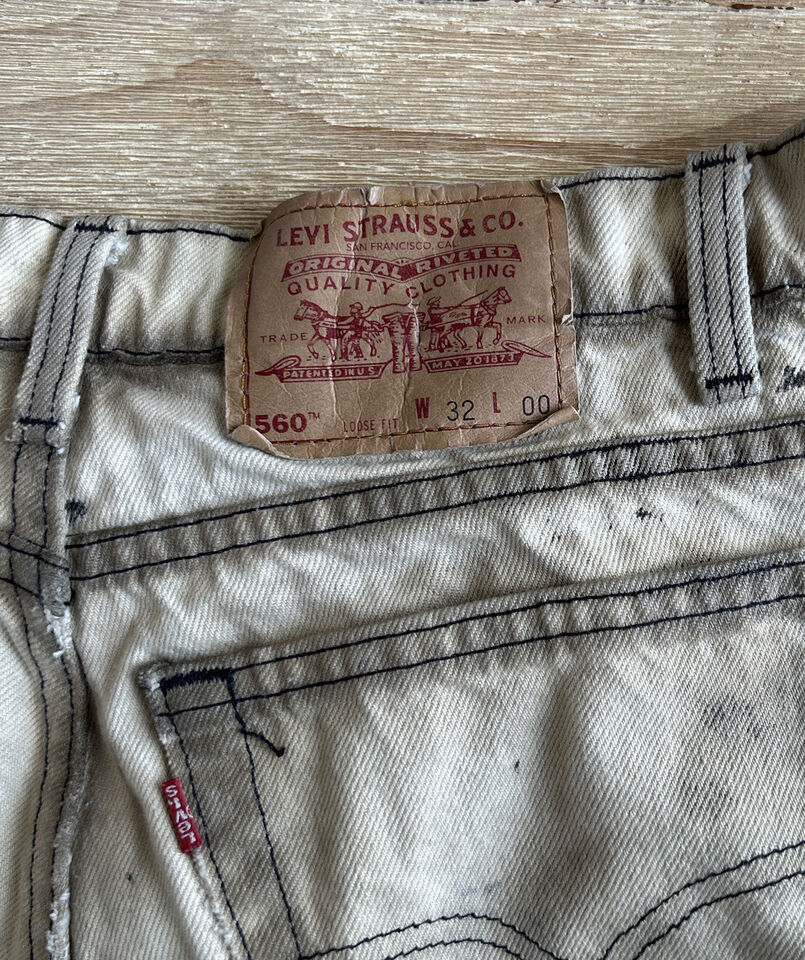 LEVI STRAUSS & CO.
SAN FRANCISCO, CAL.
ORIGINAL RIVETED
QUALITY CLOTHING
TRADE MARK
PATENTED IN U.S. MAY 20 1873
560™ LOOSE FIT W 32 L 00
LEVI'S